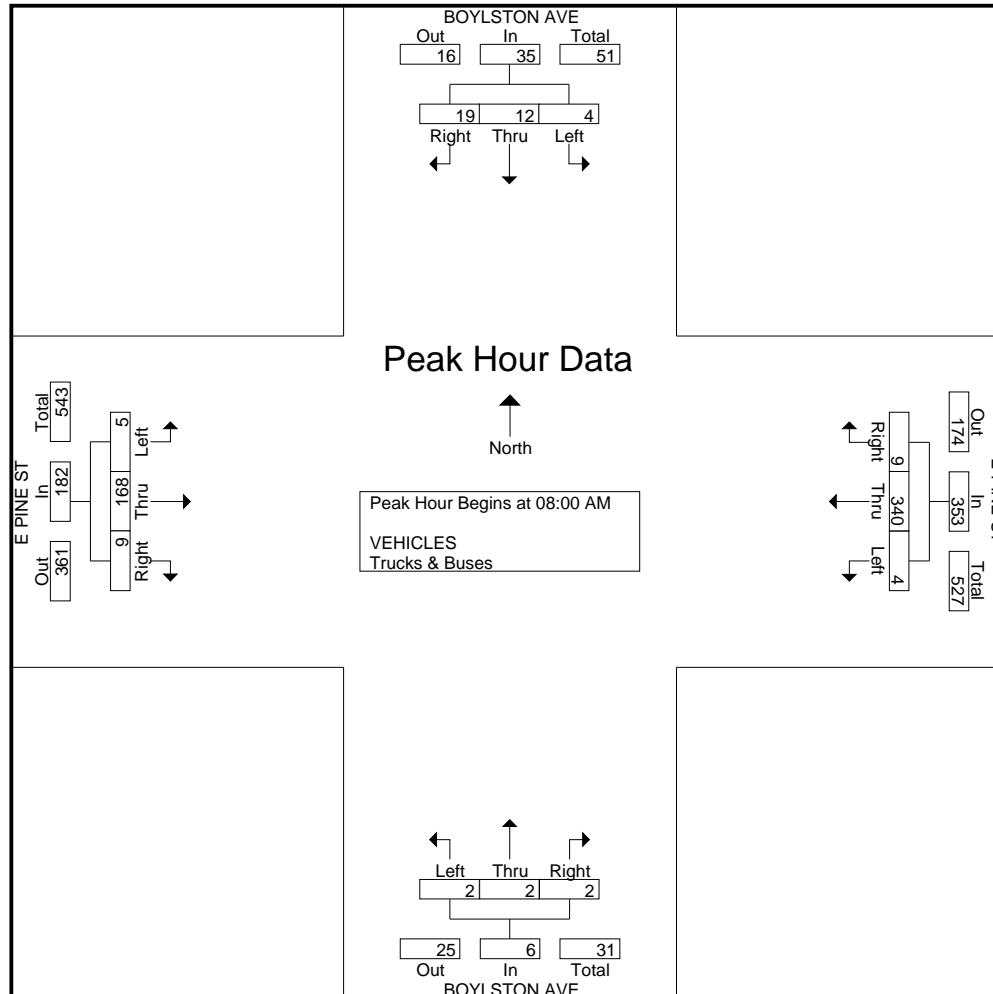 BOYLSTON AVE
Out In Total
16 35 51
19 12 4
Right Thru Left
Peak Hour Data
North
Peak Hour Begins at 08:00 AM
VEHICLES
Trucks & Buses
E PINE ST
Total In Out
543 182 361
5 168 9
Left Thru Right
Right Thru Left
9 340 4
Out In Total
174 353 527
Left Thru Right
2 2 2
25 6 31
Out In Total
BOYLSTON AVE